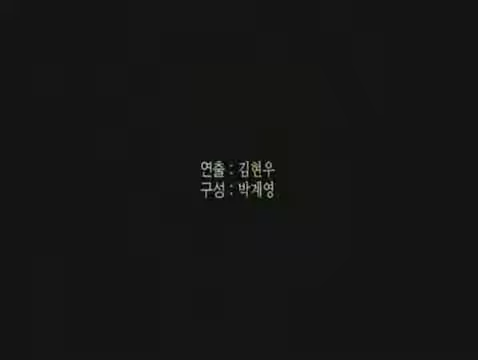 연출 : 김현우
구성 : 박계영